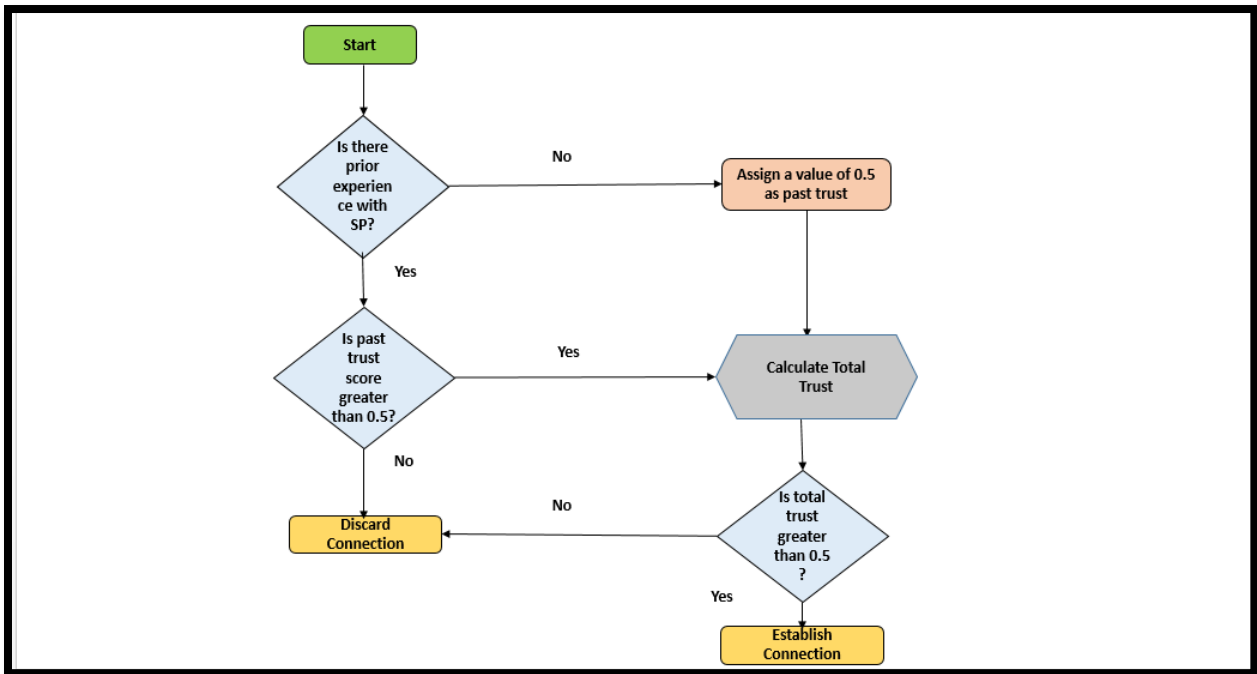 Start
Is there
prior
experien
ce with
SP?
No
Assign a value of 0.5
as past trust
Yes
Is past
trust
score
greater
than 0.5?
Yes
Calculate Total
Trust
No
Discard
Connection
No
Is total
trust
greater
than 0.5
?
Yes
Establish
Connection